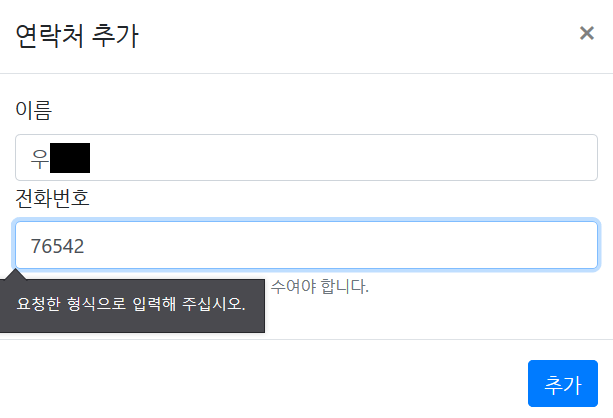 연락처 추가
×
이름
우
전화번호
76542
수여야 합니다.
요청한 형식으로 입력해 주십시오.
추가